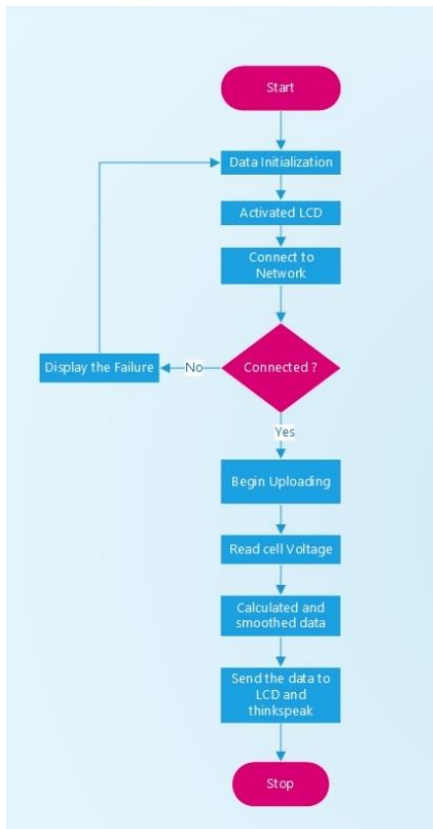 Start
Data Initialization
Activated LCD
Connect to
Network
Connected ?
No
Display the Failure
Yes
Begin Uploading
Read cell Voltage
Calculated and
smoothed data
Send the data to
LCD and
thinkspeak
Stop